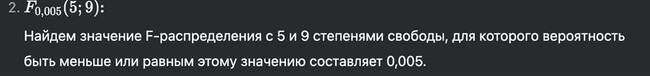 2. F₀,₀₀₅(5; 9):
Найдем значение F-распределения с 5 и 9 степенями свободы, для которого вероятность
быть меньше или равным этому значению составляет 0,005.